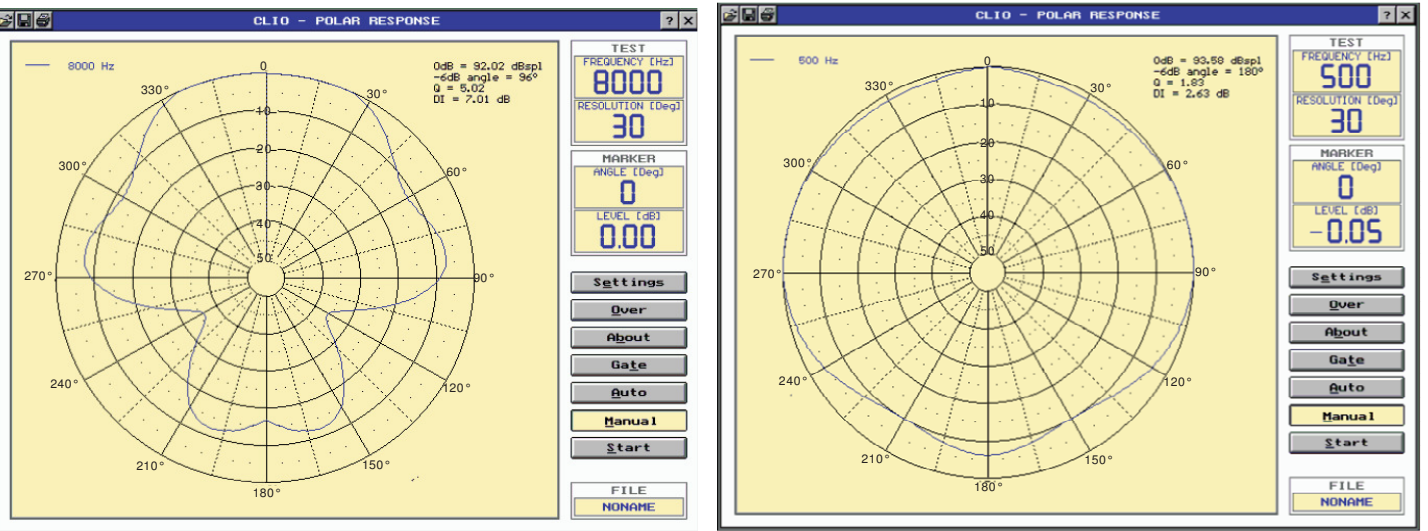 CLIO - POLAR RESPONSE
? ×
8000 Hz
0dB = 92.02 dBspl
-6dB angle = 96°
Q = 5.02
DI = 7.01 dB
0
330°
30°
10
20
300°
60°
30
40
50
270°
90°
240°
120°
210°
150°
180°
TEST
FREQUENCY [Hz]
8000
RESOLUTION [Deg]
30
MARKER
ANGLE [Deg]
0
LEVEL [dB]
0.00
Settings
Over
About
Gate
Auto
Manual
Start
FILE
NONAME
CLIO - POLAR RESPONSE
? ×
500 Hz
0dB = 93.58 dBspl
-6dB angle = 180°
Q = 1.83
DI = 2.63 dB
0
330°
30°
10
20
300°
60°
30
40
50
270°
90°
240°
120°
210°
150°
180°
TEST
FREQUENCY [Hz]
500
RESOLUTION [Deg]
30
MARKER
ANGLE [Deg]
0
LEVEL [dB]
-0.05
Settings
Over
About
Gate
Auto
Manual
Start
FILE
NONAME